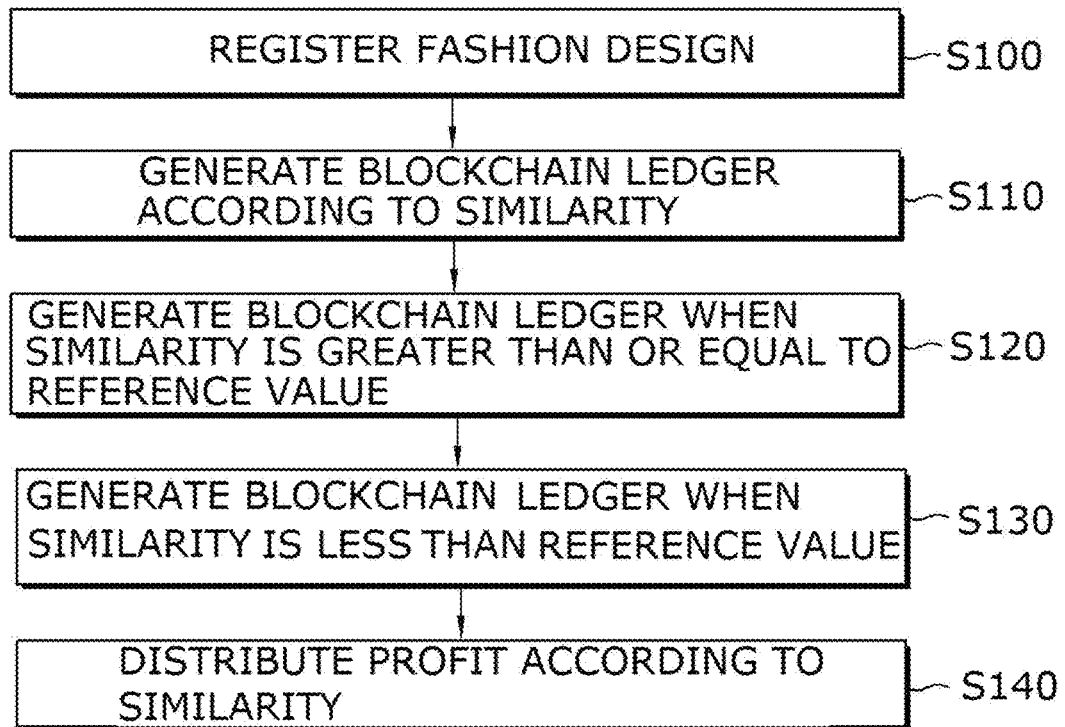 REGISTER FASHION DESIGN
S100
GENERATE BLOCKCHAIN LEDGER
ACCORDING TO SIMILARITY
S110
GENERATE BLOCKCHAIN LEDGER WHEN
SIMILARITY IS GREATER THAN OR EQUAL TO
REFERENCE VALUE
S120
GENERATE BLOCKCHAIN LEDGER WHEN
SIMILARITY IS LESS THAN REFERENCE VALUE
S130
DISTRIBUTE PROFIT ACCORDING TO
SIMILARITY
S140